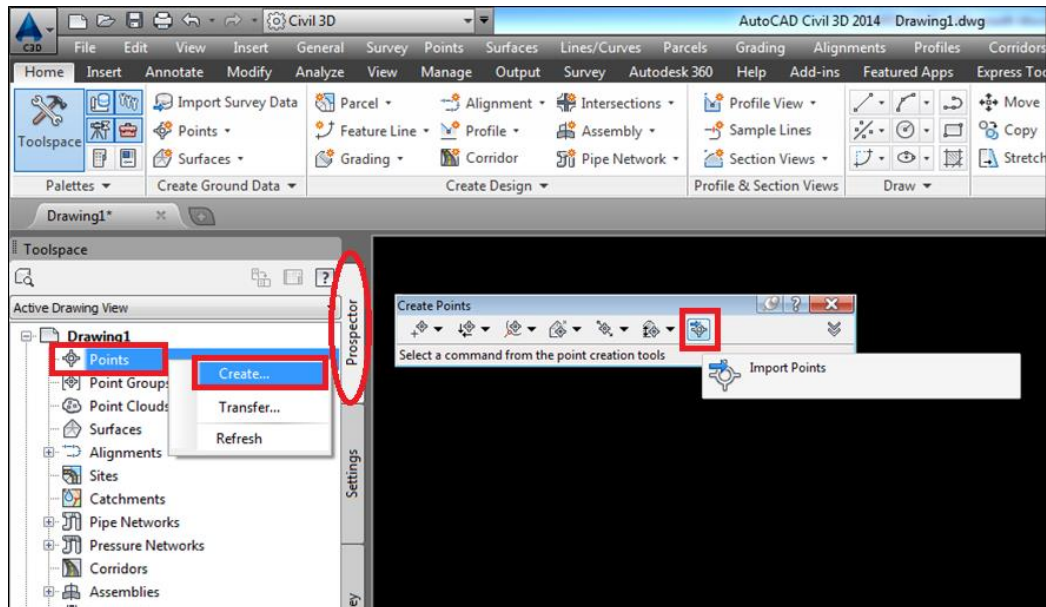 Civil 3D AutoCAD Civil 3D 2014 Drawing1.dwg
C3D File Edit View Insert General Survey Points Surfaces Lines/Curves Parcels Grading Alignments Profiles Corridors
Home Insert Annotate Modify Analyze View Manage Output Survey Autodesk 360 Help Add-ins Featured Apps Express Too
Toolspace
Import Survey Data
Points
Surfaces
Parcel
Feature Line
Grading
Alignment
Profile
Corridor
Intersections
Assembly
Pipe Network
Profile View
Sample Lines
Section Views
Move
Copy
Stretch
Palettes Create Ground Data Create Design Profile & Section Views Draw
Drawing1*
Toolspace
?
Active Drawing View
Prospector
Settings
ey
Drawing1
Points
Point Groups
Point Clouds
Surfaces
Alignments
Sites
Catchments
Pipe Networks
Pressure Networks
Corridors
Assemblies
Create...
Transfer...
Refresh
Create Points
?
Select a command from the point creation tools
Import Points